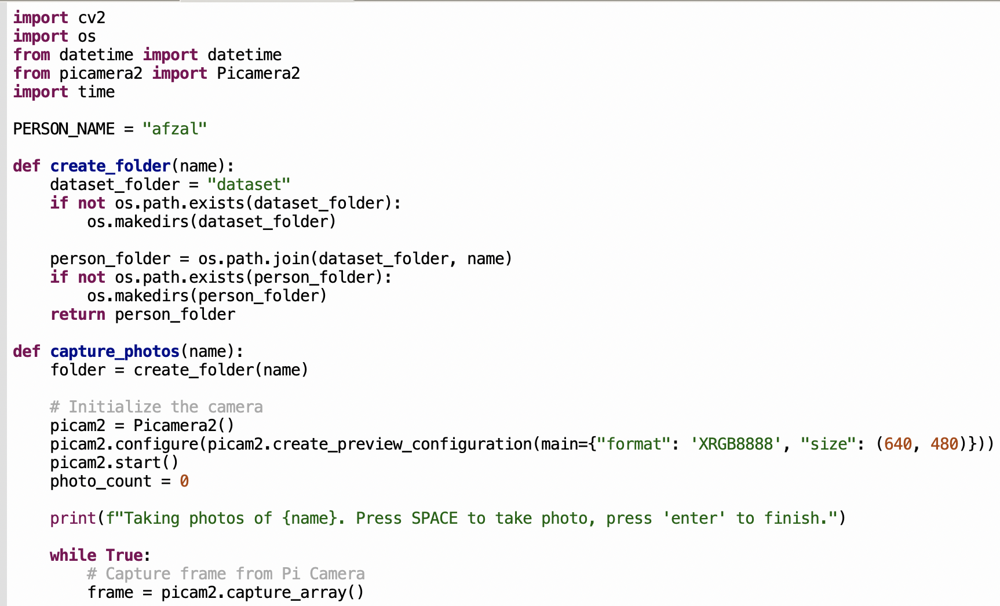 import cv2
import os
from datetime import datetime
from picamera2 import Picamera2
import time

PERSON_NAME = "afzal"

def create_folder(name):
    dataset_folder = "dataset"
    if not os.path.exists(dataset_folder):
        os.makedirs(dataset_folder)

    person_folder = os.path.join(dataset_folder, name)
    if not os.path.exists(person_folder):
        os.makedirs(person_folder)
    return person_folder

def capture_photos(name):
    folder = create_folder(name)

    # Initialize the camera
    picam2 = Picamera2()
    picam2.configure(picam2.create_preview_configuration(main={"format": 'XRGB8888', "size": (640, 480)}))
    picam2.start()
    photo_count = 0

    print(f"Taking photos of {name}. Press SPACE to take photo, press 'enter' to finish.")

    while True:
        # Capture frame from Pi Camera
        frame = picam2.capture_array()